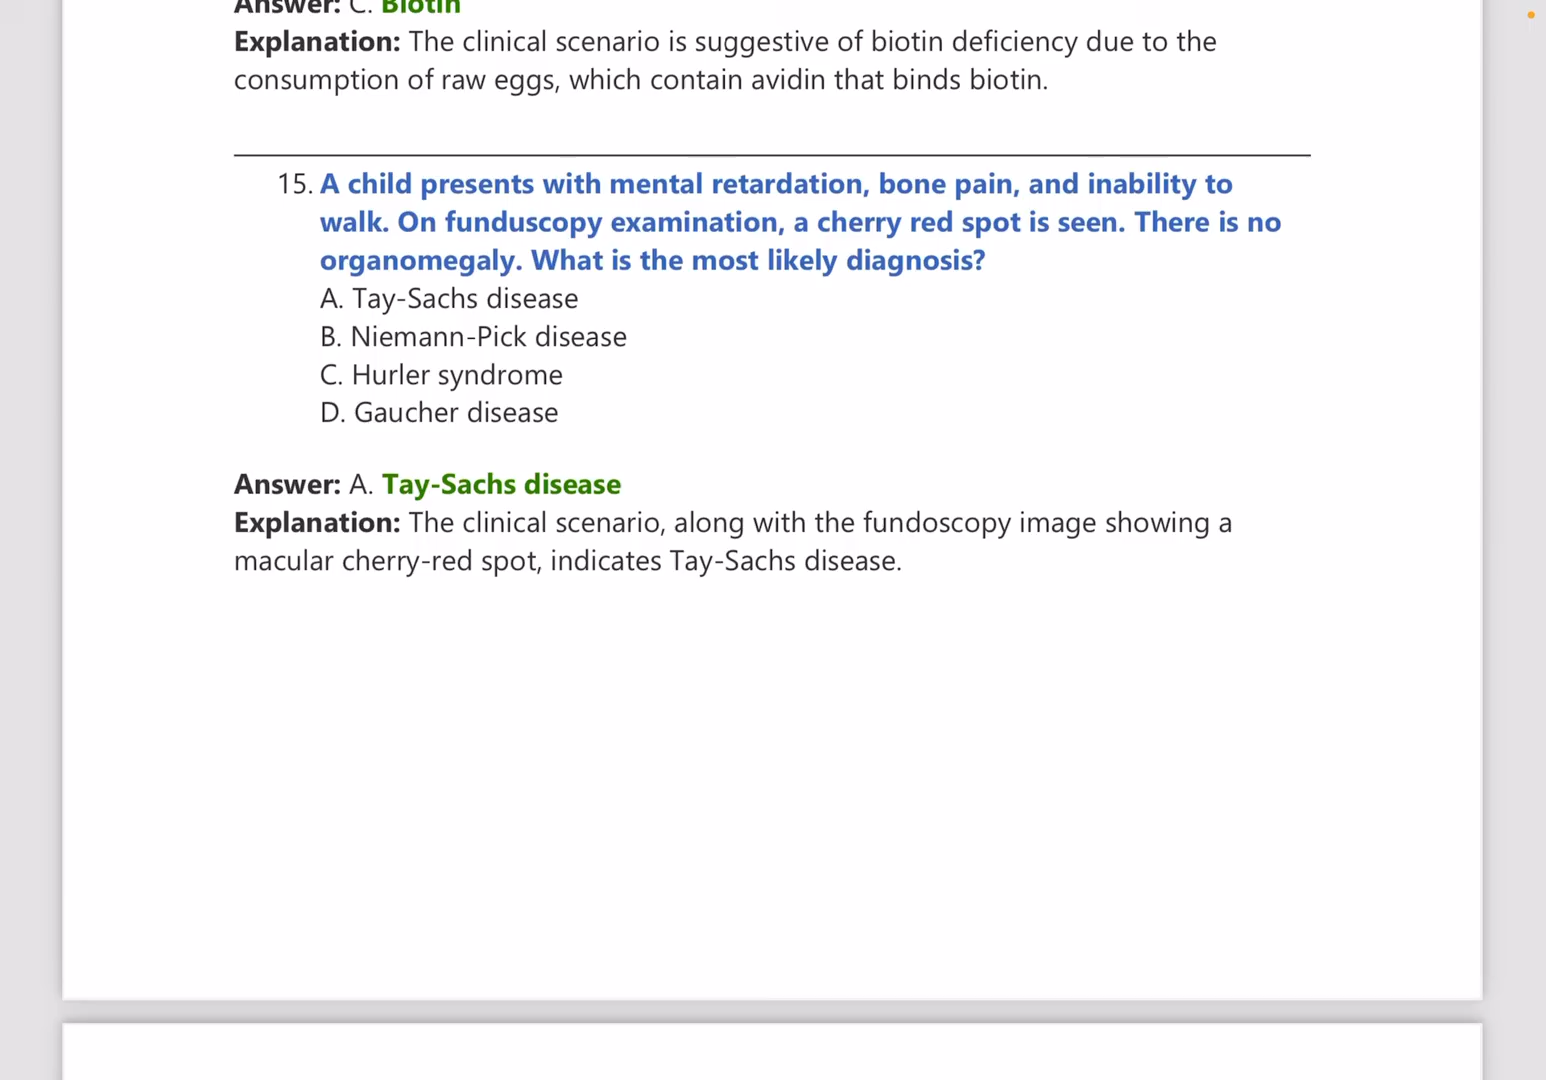 Answer: C. Biotin
Explanation: The clinical scenario is suggestive of biotin deficiency due to the
consumption of raw eggs, which contain avidin that binds biotin.
15. A child presents with mental retardation, bone pain, and inability to
walk. On funduscopy examination, a cherry red spot is seen. There is no
organomegaly. What is the most likely diagnosis?
A. Tay-Sachs disease
B. Niemann-Pick disease
C. Hurler syndrome
D. Gaucher disease
Answer: A. Tay-Sachs disease
Explanation: The clinical scenario, along with the fundoscopy image showing a
macular cherry-red spot, indicates Tay-Sachs disease.